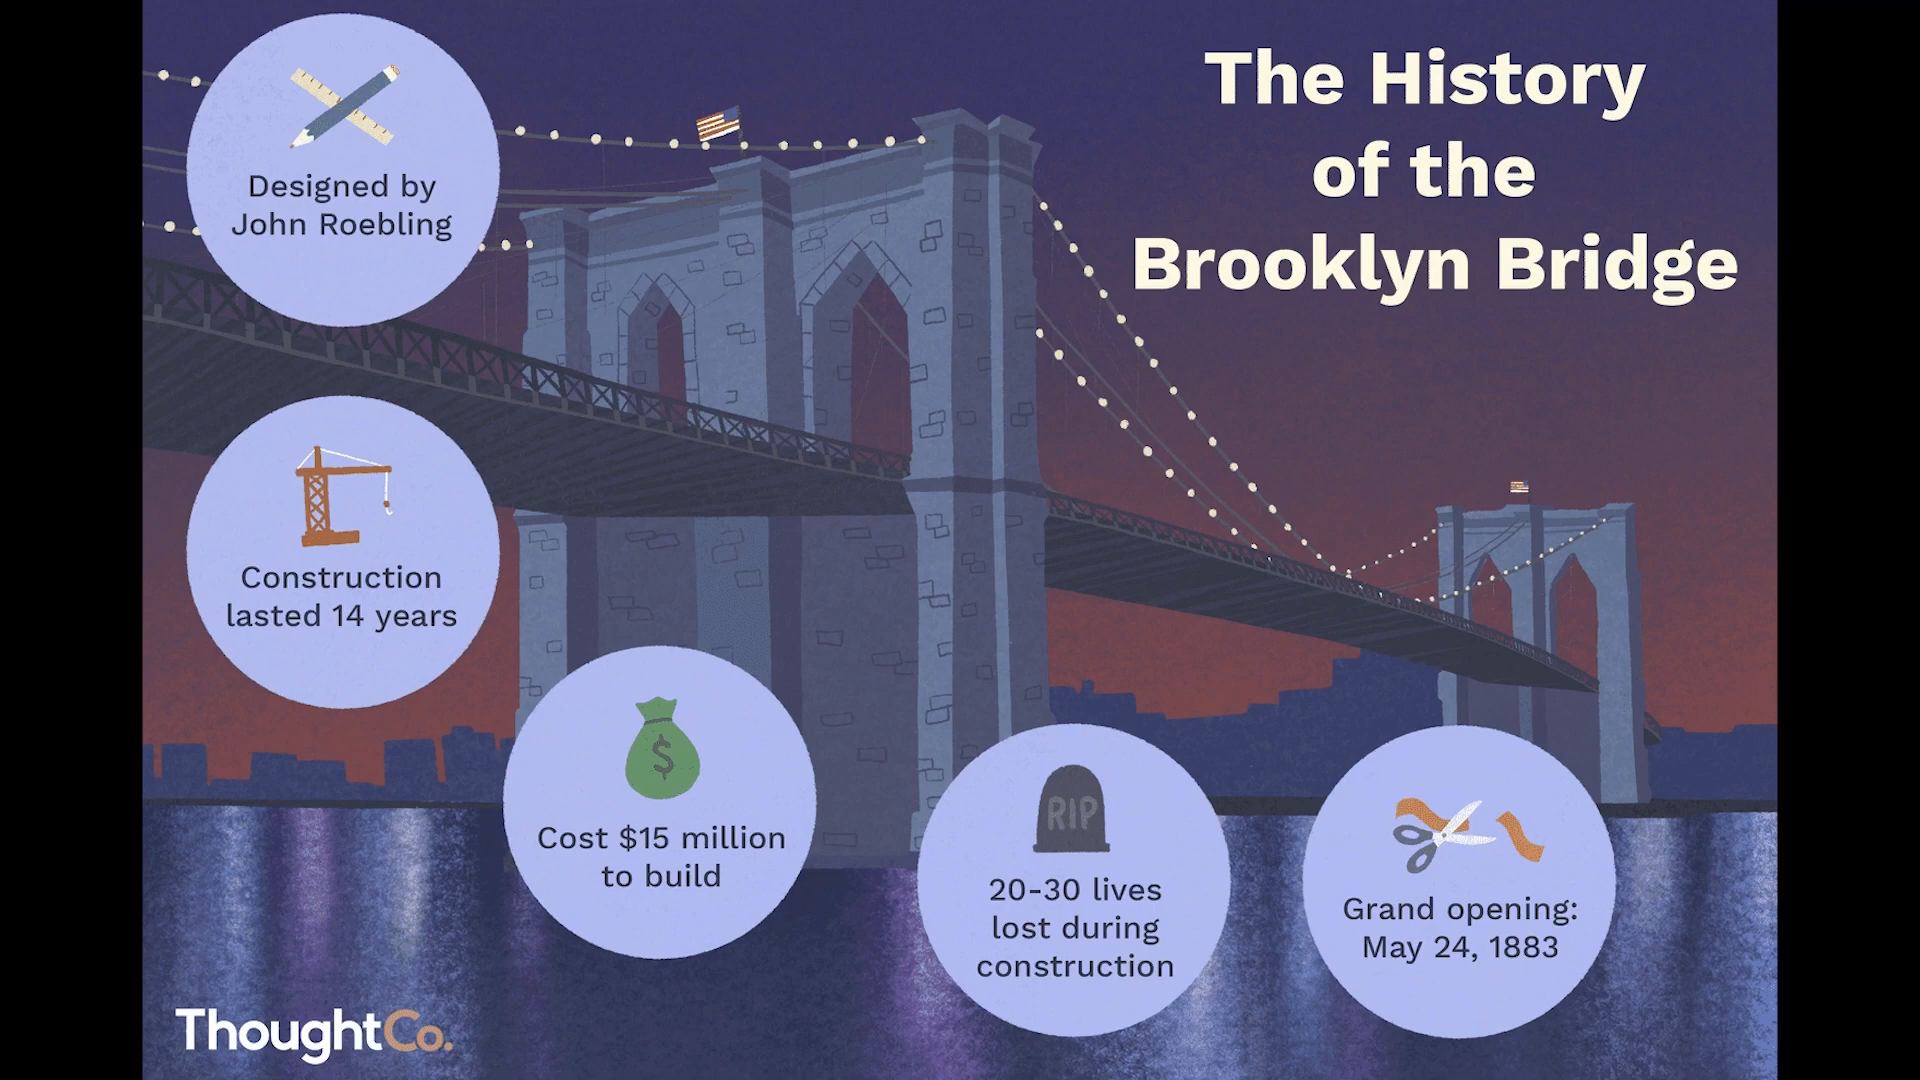 The History
of the
Brooklyn Bridge
Designed by
John Roebling
Construction
lasted 14 years
$
Cost $15 million
to build
RIP
20-30 lives
lost during
construction
Grand opening:
May 24, 1883
ThoughtCo.